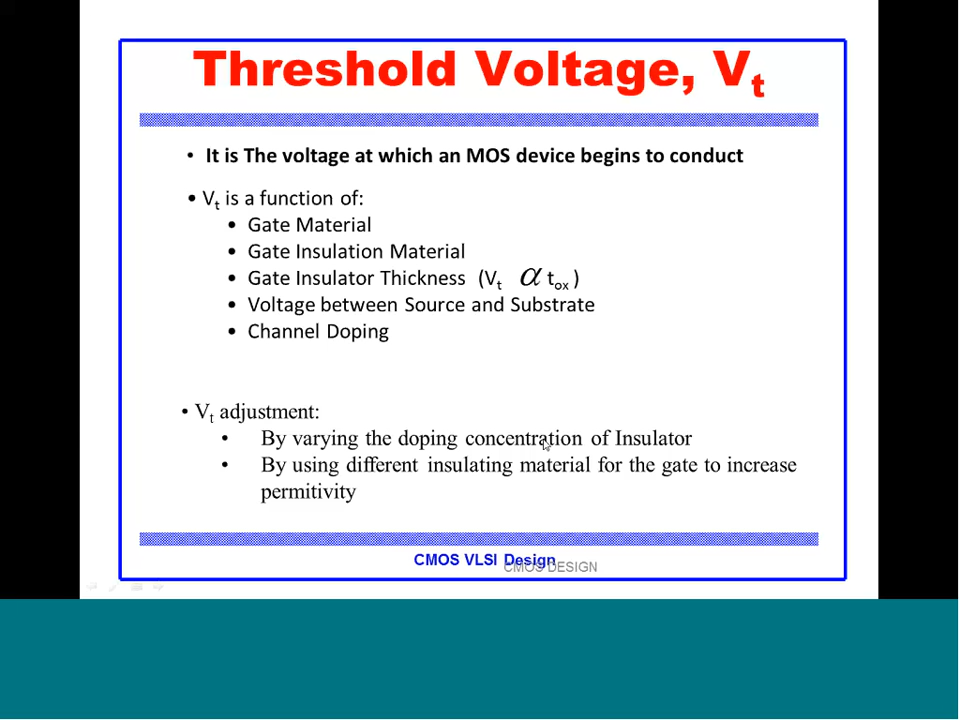 Threshold Voltage, Vt
• It is The voltage at which an MOS device begins to conduct
• Vt is a function of:
• Gate Material
• Gate Insulation Material
• Gate Insulator Thickness (Vt α tox )
• Voltage between Source and Substrate
• Channel Doping
• Vt adjustment:
• By varying the doping concentration of Insulator
• By using different insulating material for the gate to increase
permitivity
CMOS VLSI Design
CMOS DESIGN